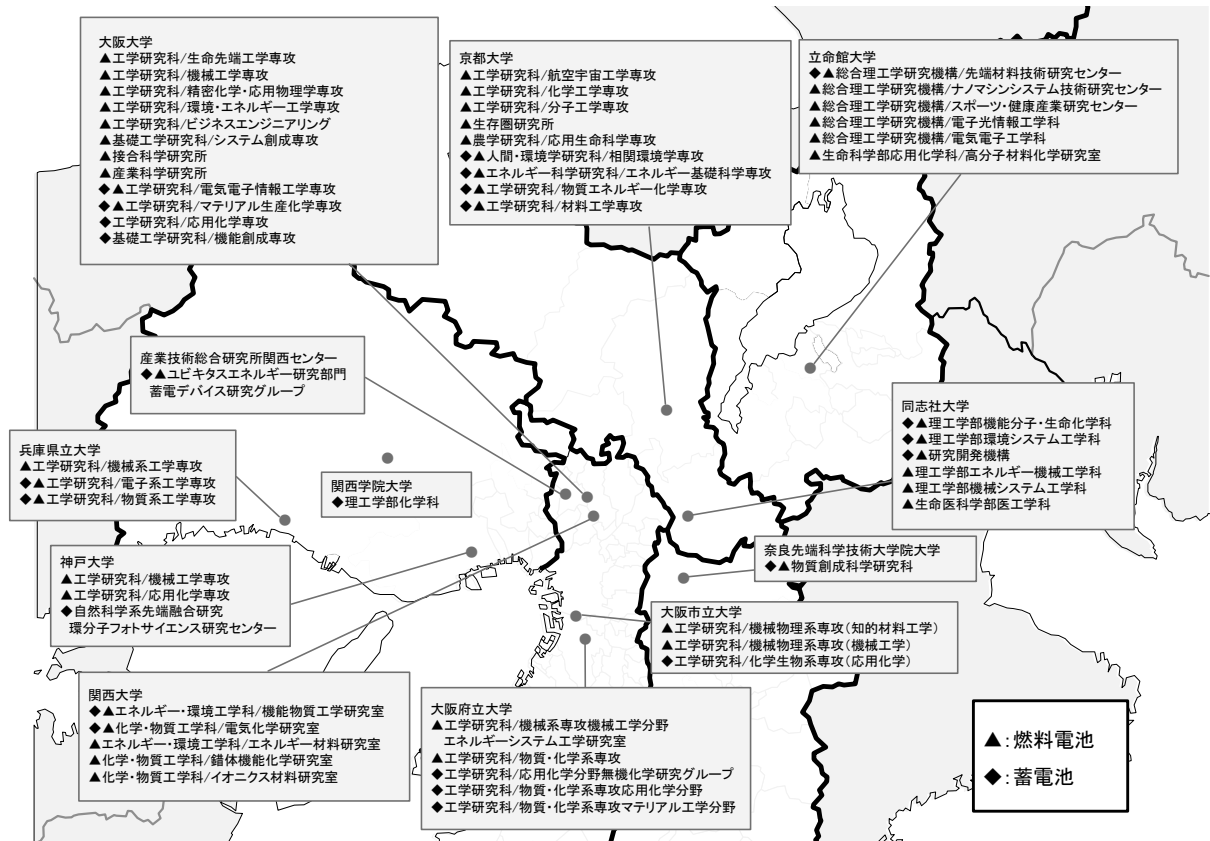 大阪大学
▲工学研究科/生命先端工学専攻
▲工学研究科/機械工学専攻
▲工学研究科/精密化学・応用物理学専攻
▲工学研究科/環境・エネルギー工学専攻
▲工学研究科/ビジネスエンジニアリング
▲基礎工学研究科/システム創成専攻
▲接合科学研究所
▲産業科学研究所
◆▲工学研究科/電気電子情報工学専攻
◆▲工学研究科/マテリアル生産化学専攻
◆工学研究科/応用化学専攻
◆基礎工学研究科/機能創成専攻
京都大学
▲工学研究科/航空宇宙工学専攻
▲工学研究科/化学工学専攻
▲工学研究科/分子工学専攻
▲生存圏研究所
▲農学研究科/応用生命科学専攻
◆▲人間・環境学研究科/相関環境学専攻
◆▲エネルギー科学研究科/エネルギー基礎科学専攻
◆▲工学研究科/物質エネルギー化学専攻
◆▲工学研究科/材料工学専攻
立命館大学
◆▲総合理工学研究機構/先端材料技術研究センター
▲総合理工学研究機構/ナノマシンシステム技術研究センター
▲総合理工学研究機構/スポーツ・健康産業研究センター
▲総合理工学研究機構/電子光情報工学科
▲総合理工学研究機構/電気電子工学科
▲生命科学部応用化学科/高分子材料化学研究室
産業技術総合研究所関西センター
◆▲ユビキタスエネルギー研究部門
蓄電デバイス研究グループ
兵庫県立大学
▲工学研究科/機械系工学専攻
◆▲工学研究科/電子系工学専攻
◆▲工学研究科/物質系工学専攻
関西学院大学
◆理工学部化学科
同志社大学
◆▲理工学部機能分子・生命化学科
◆▲理工学部環境システム工学科
◆▲研究開発機構
▲理工学部エネルギー機械工学科
▲理工学部機械システム工学科
▲生命医科学部医工学科
神戸大学
▲工学研究科/機械工学専攻
▲工学研究科/応用化学専攻
◆自然科学系先端融合研究
環分子フォトサイエンス研究センター
奈良先端科学技術大学院大学
◆▲物質創成科学研究科
大阪市立大学
▲工学研究科/機械物理系専攻(知的材料工学)
▲工学研究科/機械物理系専攻(機械工学)
◆工学研究科/化学生物系専攻(応用化学)
関西大学
◆▲エネルギー・環境工学科/機能物質工学研究室
◆▲化学・物質工学科/電気化学研究室
▲エネルギー・環境工学科/エネルギー材料研究室
▲化学・物質工学科/錯体機能化学研究室
▲化学・物質工学科/イオニクス材料研究室
大阪府立大学
▲工学研究科/機械系専攻機械工学分野
エネルギーシステム工学研究室
▲工学研究科/物質・化学系専攻
◆工学研究科/応用化学分野無機化学研究グループ
◆工学研究科/物質・化学系専攻応用化学分野
◆工学研究科/物質・化学系専攻マテリアル工学分野
▲:燃料電池
◆:蓄電池